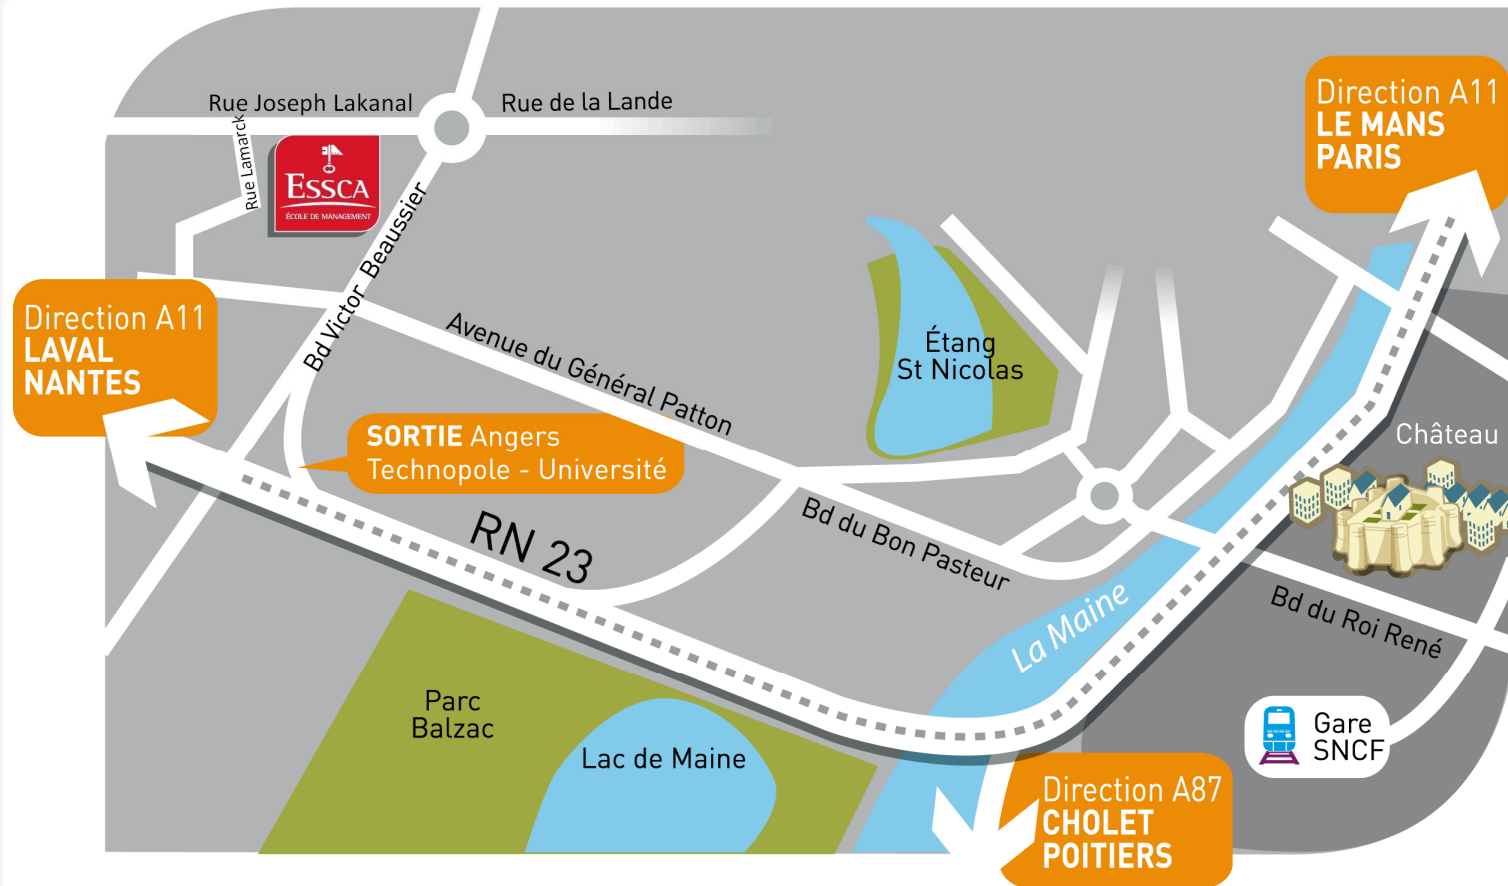 Rue Joseph Lakanal
Rue de la Lande
Rue Lamarck
ESSCA
ÉCOLE DE MANAGEMENT
Bd Victor Beaussier
Direction A11
LE MANS
PARIS
Direction A11
LAVAL
NANTES
Avenue du Général Patton
Étang
St Nicolas
SORTIE Angers
Technopole - Université
Château
RN 23
Bd du Bon Pasteur
La Maine
Bd du Roi René
Parc
Balzac
Lac de Maine
Gare
SNCF
Direction A87
CHOLET
POITIERS